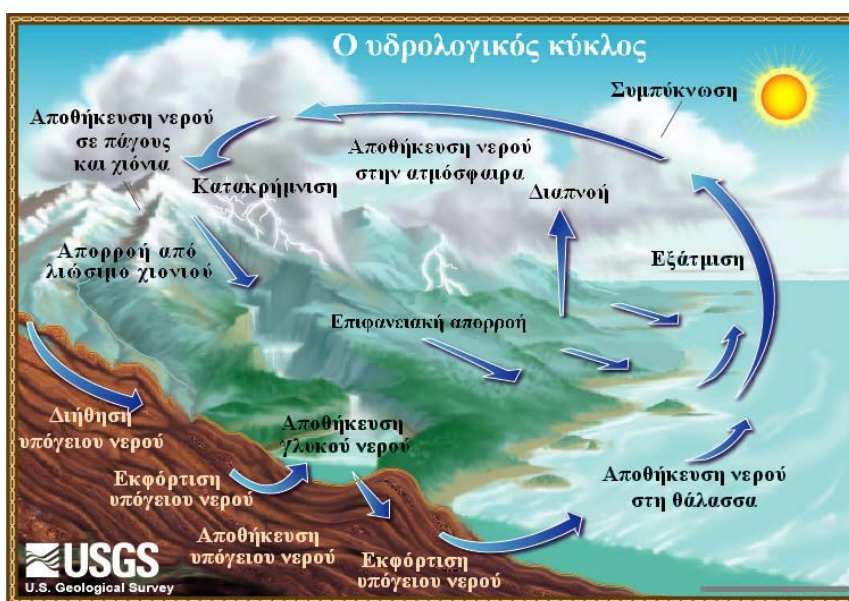 Ο υδρολογικός κύκλος
Συμπύκνωση
Αποθήκευση νερού
σε πάγους
και χιόνια
Αποθήκευση νερού
στην ατμόσφαιρα
Κατακρήμνιση
Διαπνοή
Απορροή από
λιώσιμο χιονιού
Εξάτμιση
Επιφανειακή απορροή
Διήθηση
υπόγειου νερού
Αποθήκευση
γλυκού νερού
Εκφόρτιση
υπόγειου νερού
Αποθήκευση νερού
στη θάλασσα
Αποθήκευση
υπόγειου νερού
Εκφόρτιση
υπόγειου νερού
USGS
U.S. Geological Survey